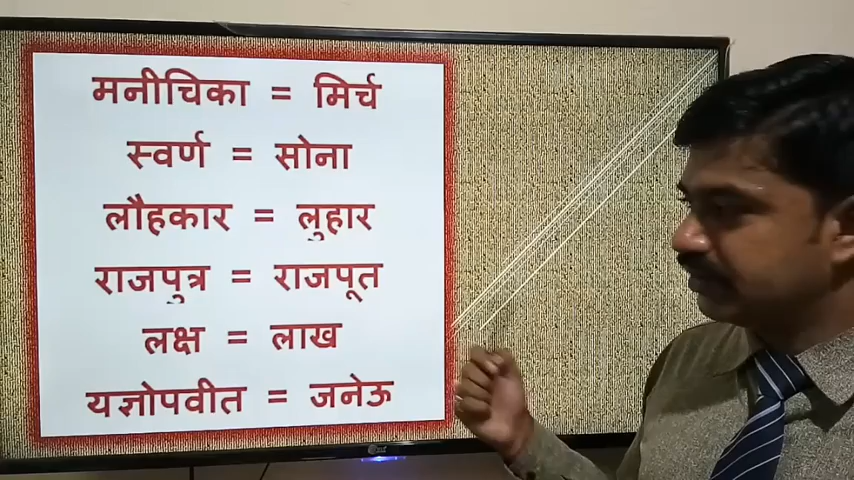 मनीचिका = मिर्च
स्वर्ण = सोना
लौहकार = लुहार
राजपुत्र = राजपूत
लक्ष = लाख
यज्ञोपवीत = जनेऊ